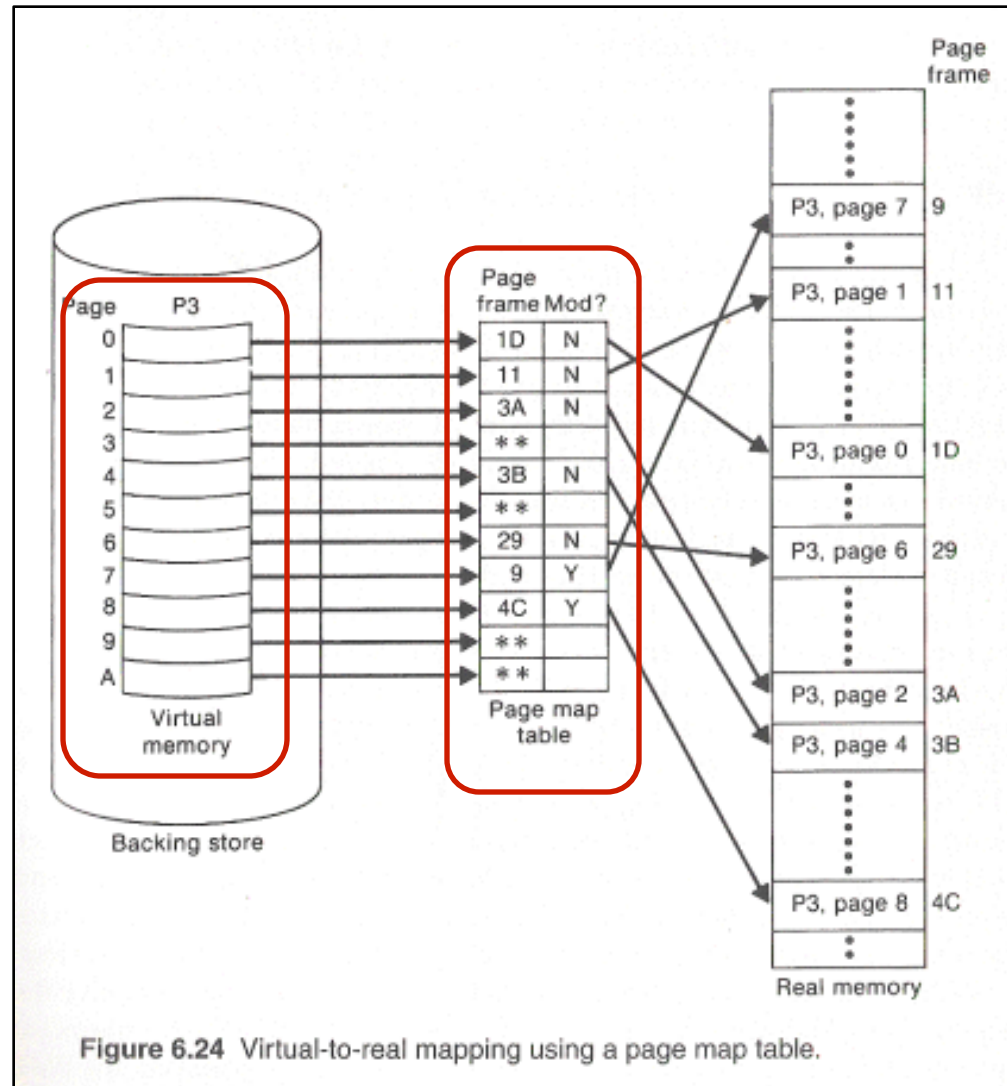 Page
frame
P3, page 7 9
P3, page 1 11
P3, page 0 1D
P3, page 6 29
P3, page 2 3A
P3, page 4 3B
P3, page 8 4C
Real memory
Page P3
0
1
2
3
4
5
6
7
8
9
A
Virtual
memory
Backing store
Page
frame Mod?
1D N
11 N
3A N
**
3B N
**
29 N
9 Y
4C Y
**
**
Page map
table
Figure 6.24 Virtual-to-real mapping using a page map table.